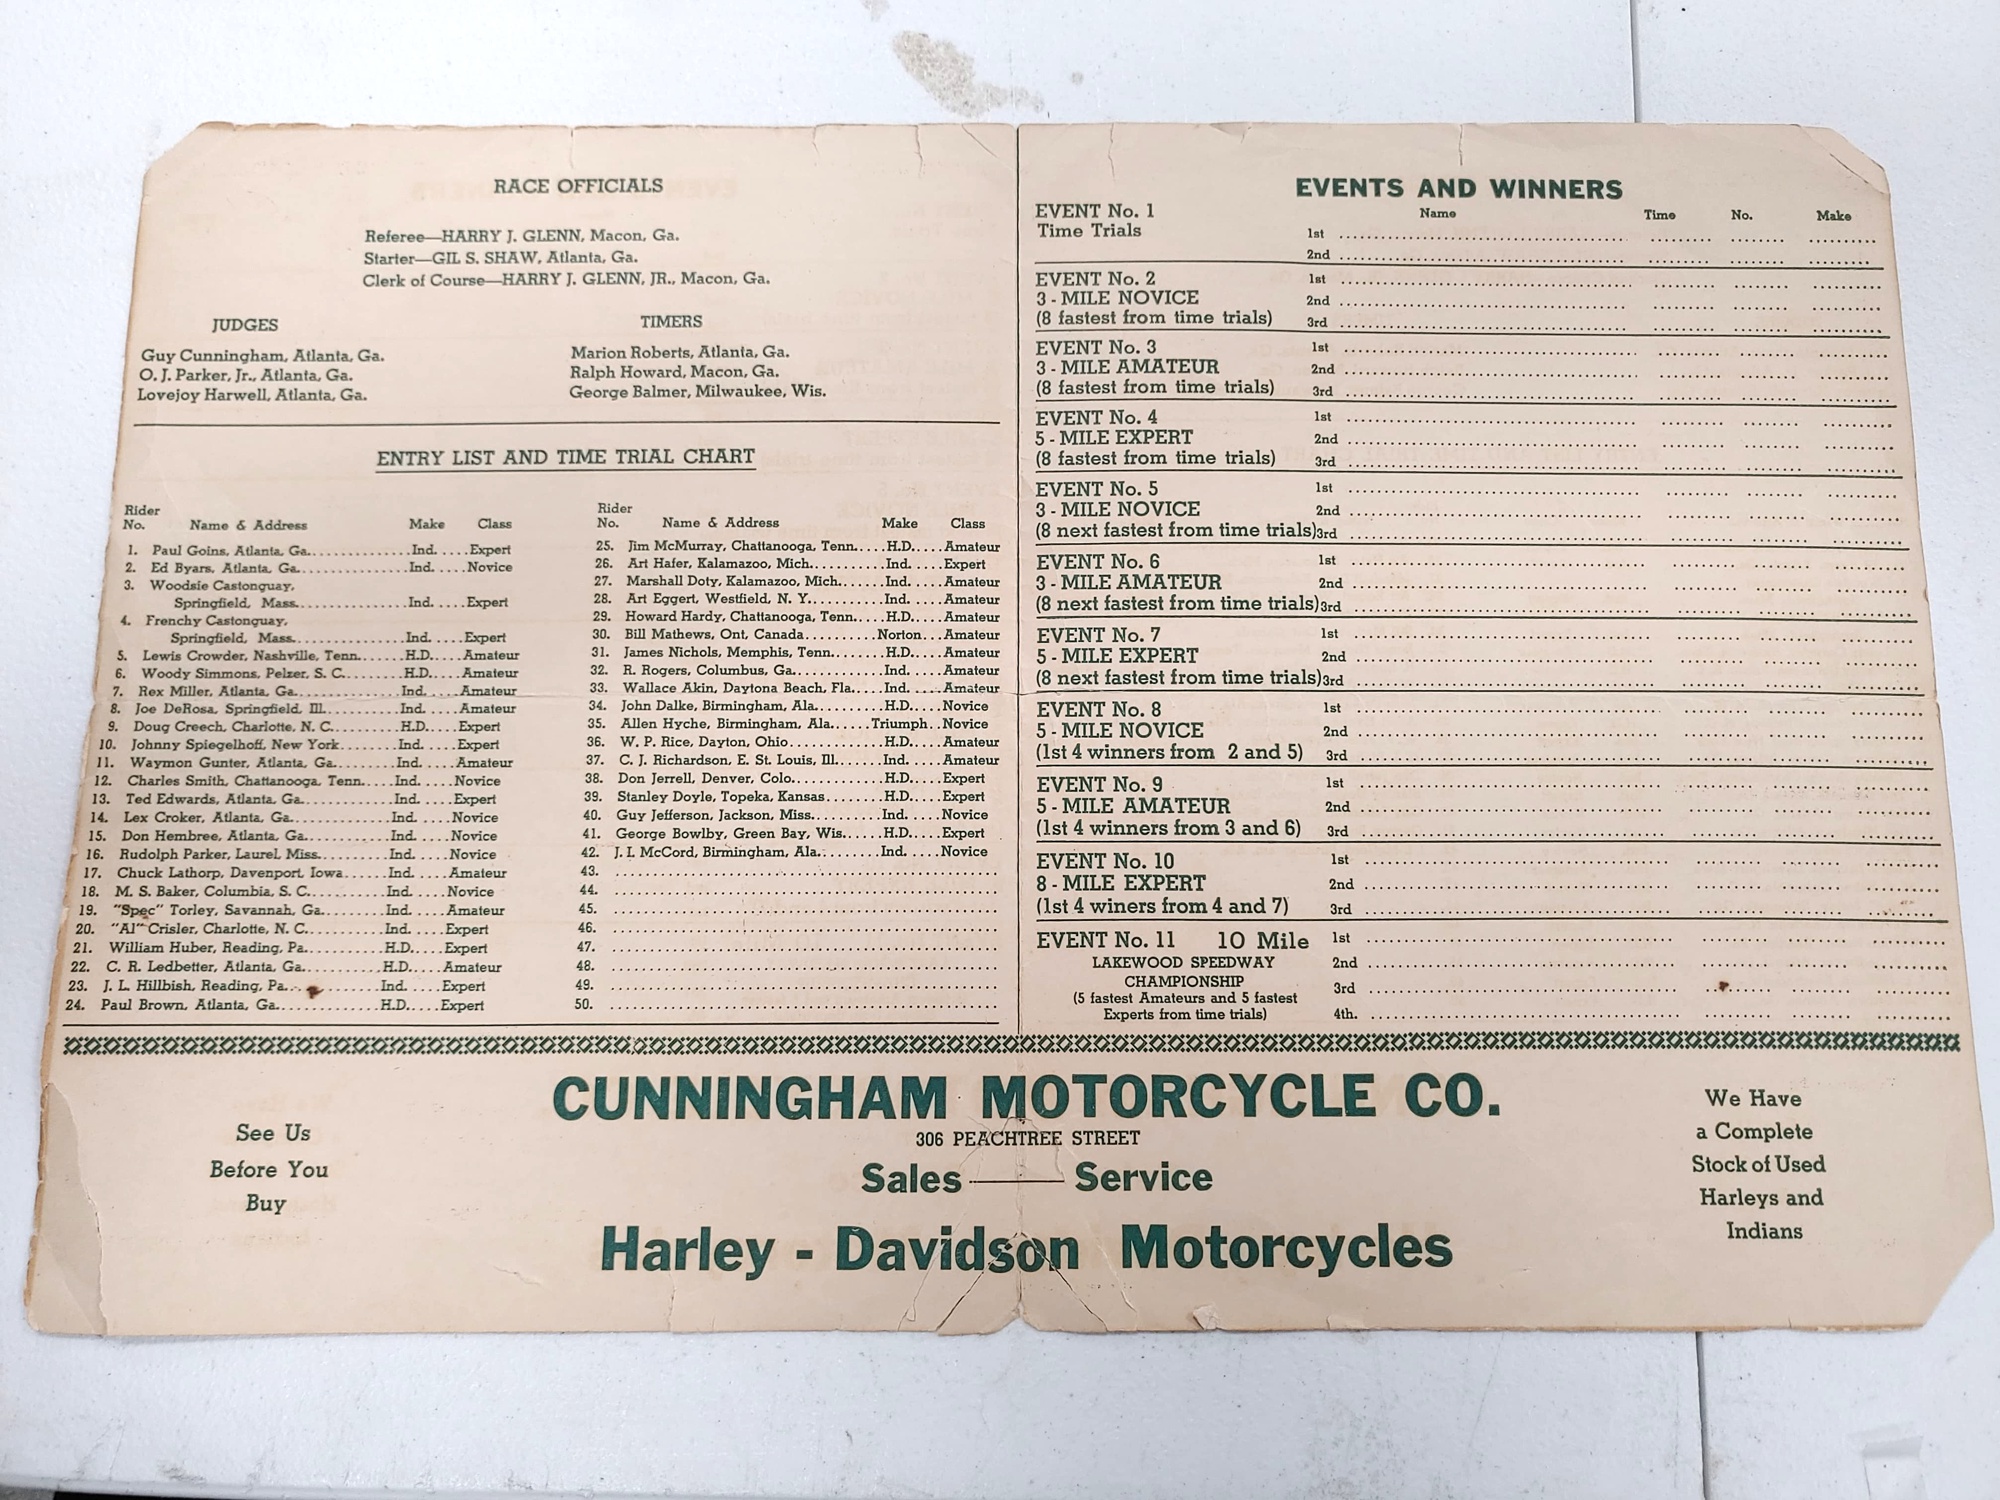 RACE OFFICIALS
Referee—HARRY J. GLENN, Macon, Ga.
Starter—GIL S. SHAW, Atlanta, Ga.
Clerk of Course—HARRY J. GLENN, JR., Macon, Ga.
JUDGES
Guy Cunningham, Atlanta, Ga.
O. J. Parker, Jr., Atlanta, Ga.
Lovejoy Harwell, Atlanta, Ga.
TIMERS
Marion Roberts, Atlanta, Ga.
Ralph Howard, Macon, Ga.
George Balmer, Milwaukee, Wis.
ENTRY LIST AND TIME TRIAL CHART
Rider
No. Name & Address Make Class
1. Paul Goins, Atlanta, Ga. Ind. Expert
2. Ed Byars, Atlanta, Ga. Ind. Novice
3. Woodsie Castonguay,
Springfield, Mass. Ind. Expert
4. Frenchy Castonguay,
Springfield, Mass. Ind. Expert
5. Lewis Crowder, Nashville, Tenn. H.D. Amateur
6. Woody Simmons, Pelzer, S. C. H.D. Amateur
7. Rex Miller, Atlanta, Ga. Ind. Amateur
8. Joe DeRosa, Springfield, Ill. Ind. Amateur
9. Doug Creech, Charlotte, N. C. H.D. Expert
10. Johnny Spiegelhoff, New York Ind. Expert
11. Waymon Gunter, Atlanta, Ga. Ind. Amateur
12. Charles Smith, Chattanooga, Tenn. Ind. Novice
13. Ted Edwards, Atlanta, Ga. Ind. Expert
14. Lex Croker, Atlanta, Ga. Ind. Novice
15. Don Hembree, Atlanta, Ga. Ind. Novice
16. Rudolph Parker, Laurel, Miss. Ind. Novice
17. Chuck Lathorp, Davenport, Iowa Ind. Amateur
18. M. S. Baker, Columbia, S. C. Ind. Novice
19. "Spec" Torley, Savannah, Ga. Ind. Amateur
20. "Al" Crisler, Charlotte, N. C. Ind. Expert
21. William Huber, Reading, Pa. H.D. Expert
22. C. R. Ledbetter, Atlanta, Ga. H.D. Amateur
23. J. L. Hillbish, Reading, Pa. Ind. Expert
24. Paul Brown, Atlanta, Ga. H.D. Expert
Rider
No. Name & Address Make Class
25. Jim McMurray, Chattanooga, Tenn. H.D. Amateur
26. Art Hafer, Kalamazoo, Mich. Ind. Expert
27. Marshall Doty, Kalamazoo, Mich. Ind. Amateur
28. Art Eggert, Westfield, N. Y. Ind. Amateur
29. Howard Hardy, Chattanooga, Tenn. H.D. Amateur
30. Bill Mathews, Ont, Canada Norton Amateur
31. James Nichols, Memphis, Tenn. H.D. Amateur
32. R. Rogers, Columbus, Ga. Ind. Amateur
33. Wallace Akin, Daytona Beach, Fla. Ind. Amateur
34. John Dalke, Birmingham, Ala. H.D. Novice
35. Allen Hyche, Birmingham, Ala. Triumph Novice
36. W. P. Rice, Dayton, Ohio H.D. Amateur
37. C. J. Richardson, E. St. Louis, Ill. Ind. Amateur
38. Don Jerrell, Denver, Colo. H.D. Expert
39. Stanley Doyle, Topeka, Kansas H.D. Expert
40. Guy Jefferson, Jackson, Miss. Ind. Novice
41. George Bowlby, Green Bay, Wis. H.D. Expert
42. J. I. McCord, Birmingham, Ala. Ind. Novice
43.
44.
45.
46.
47.
48.
49.
50.
EVENTS AND WINNERS
Name Time No. Make
EVENT No. 1
Time Trials
1st
2nd
EVENT No. 2
3 - MILE NOVICE
(8 fastest from time trials)
1st
2nd
3rd
EVENT No. 3
3 - MILE AMATEUR
(8 fastest from time trials)
1st
2nd
3rd
EVENT No. 4
5 - MILE EXPERT
(8 fastest from time trials)
1st
2nd
3rd
EVENT No. 5
3 - MILE NOVICE
(8 next fastest from time trials)
1st
2nd
3rd
EVENT No. 6
3 - MILE AMATEUR
(8 next fastest from time trials)
1st
2nd
3rd
EVENT No. 7
5 - MILE EXPERT
(8 next fastest from time trials)
1st
2nd
3rd
EVENT No. 8
5 - MILE NOVICE
(1st 4 winners from 2 and 5)
1st
2nd
3rd
EVENT No. 9
5 - MILE AMATEUR
(1st 4 winners from 3 and 6)
1st
2nd
3rd
EVENT No. 10
8 - MILE EXPERT
(1st 4 winers from 4 and 7)
1st
2nd
3rd
EVENT No. 11 10 Mile
LAKEWOOD SPEEDWAY
CHAMPIONSHIP
(5 fastest Amateurs and 5 fastest
Experts from time trials)
1st
2nd
3rd
4th.
See Us
Before You
Buy
CUNNINGHAM MOTORCYCLE CO.
306 PEACHTREE STREET
Sales — Service
Harley - Davidson Motorcycles
We Have
a Complete
Stock of Used
Harleys and
Indians